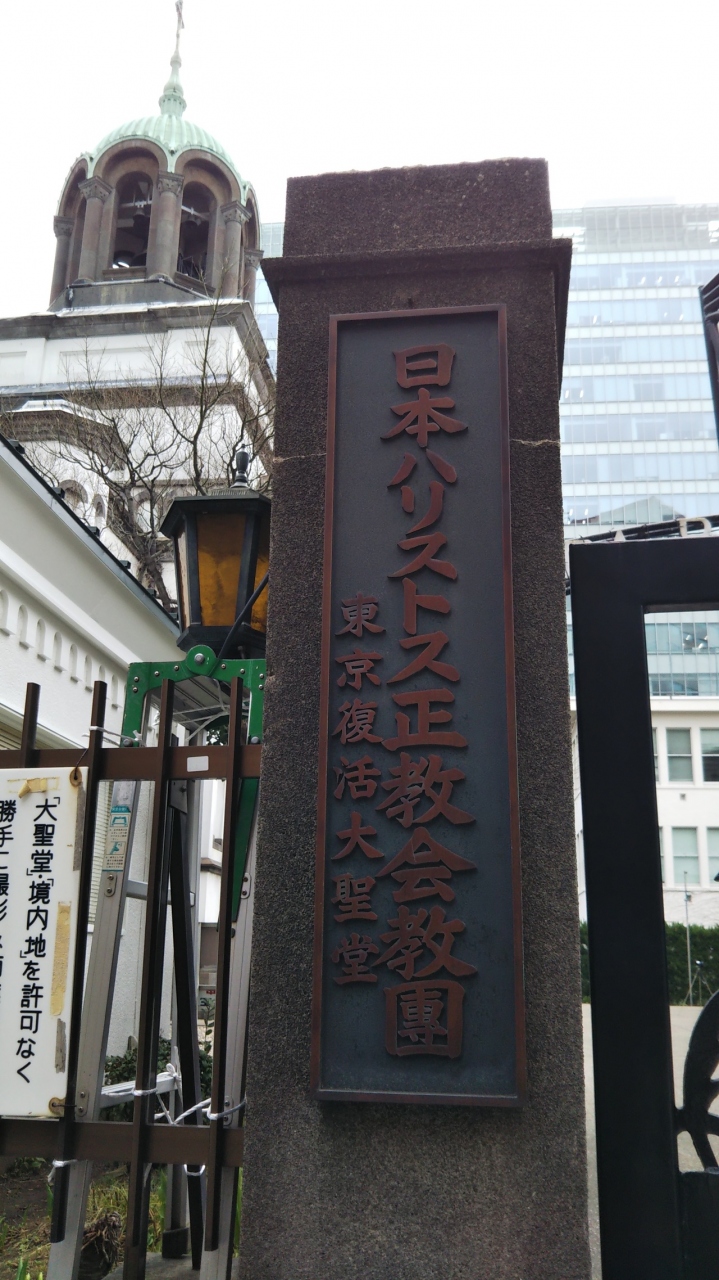 日本ハリストス正教会教團
東京復活大聖堂
「大聖堂・境内地」を許可なく
勝手に撮影